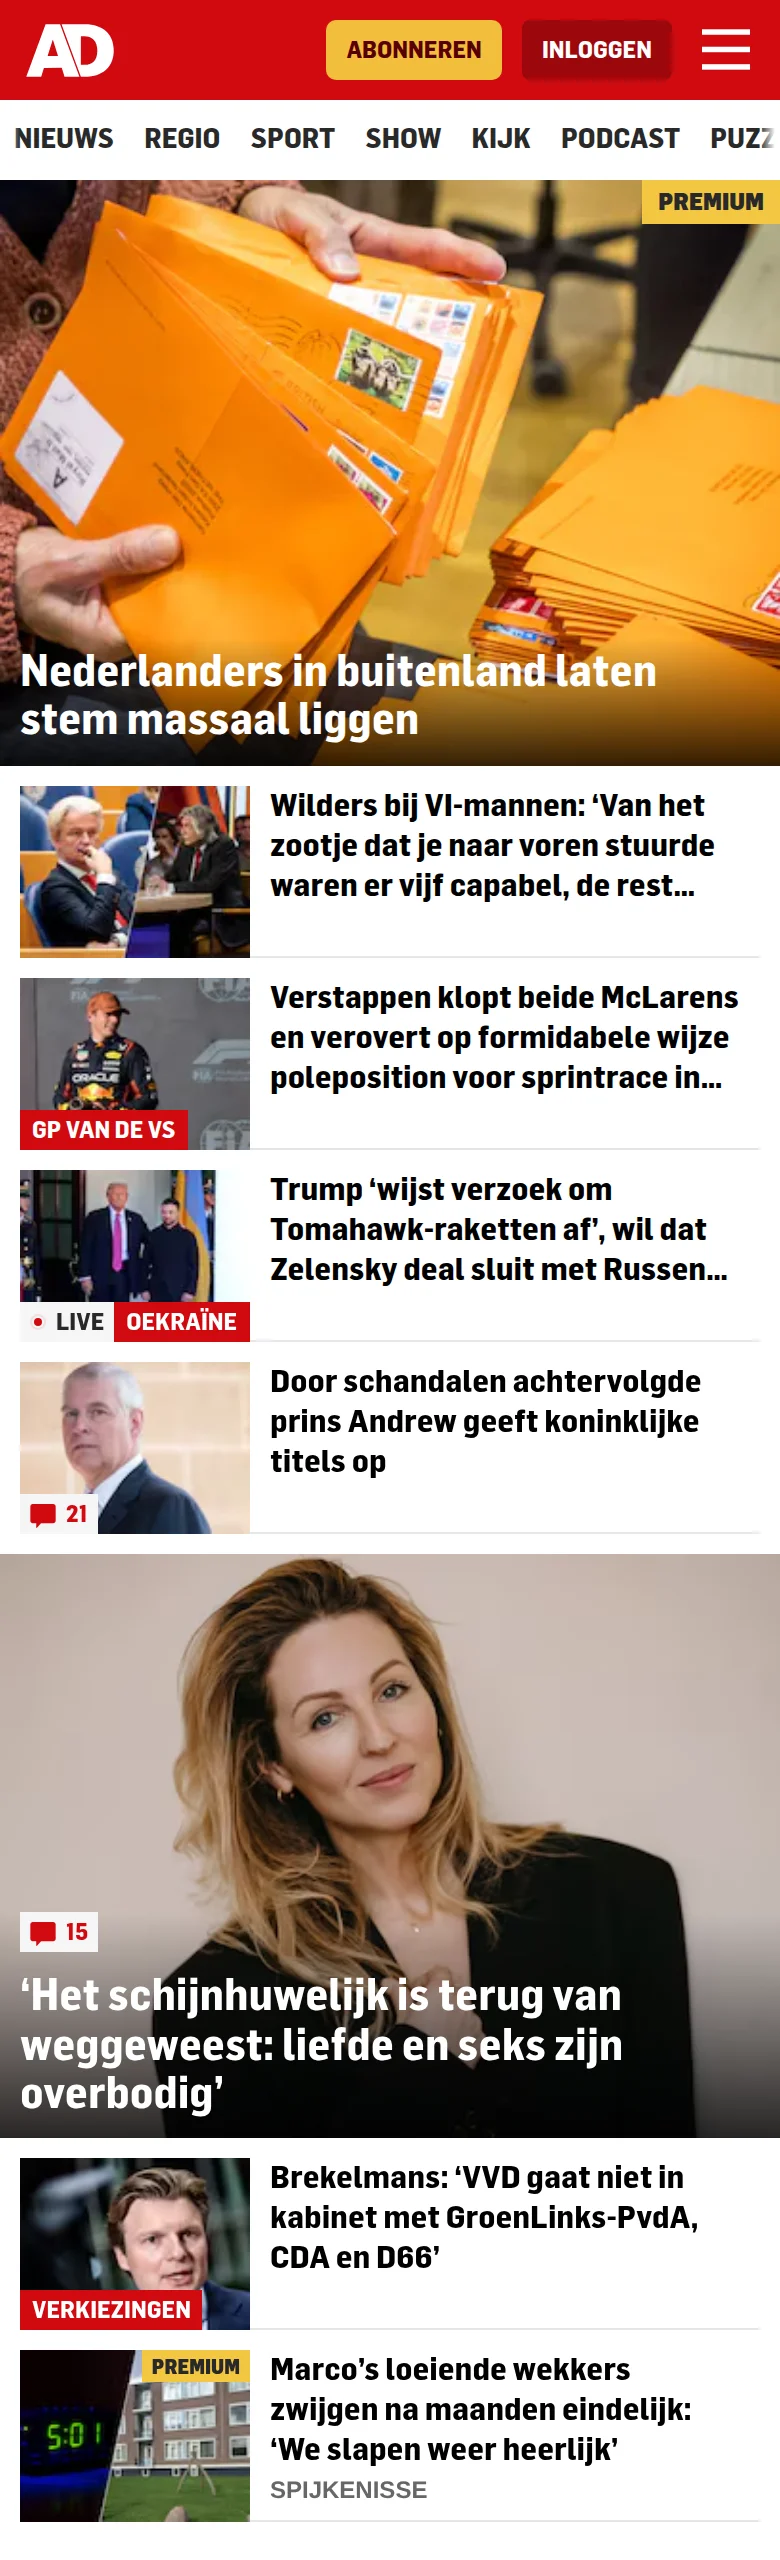 AD
ABONNEREN
INLOGGEN
NIEUWS REGIO SPORT SHOW KIJK PODCAST PUZZ
PREMIUM
Nederlanders in buitenland laten
stem massaal liggen
Wilders bij VI-mannen: ‘Van het
zootje dat je naar voren stuurde
waren er vijf capabel, de rest...
Verstappen klopt beide McLarens
en verovert op formidabele wijze
poleposition voor sprintrace in...
ORACLE
GP VAN DE VS
Trump ‘wijst verzoek om
Tomahawk-raketten af’, wil dat
Zelensky deal sluit met Russen...
LIVE OEKRAÏNE
Door schandalen achtervolgde
prins Andrew geeft koninklijke
titels op
21
15
‘Het schijnhuwelijk is terug van
weggeweest: liefde en seks zijn
overbodig’
Brekelmans: ‘VVD gaat niet in
kabinet met GroenLinks-PvdA,
CDA en D66’
VERKIEZINGEN
PREMIUM
5:01
Marco’s loeiende wekkers
zwijgen na maanden eindelijk:
‘We slapen weer heerlijk’
SPIJKENISSE